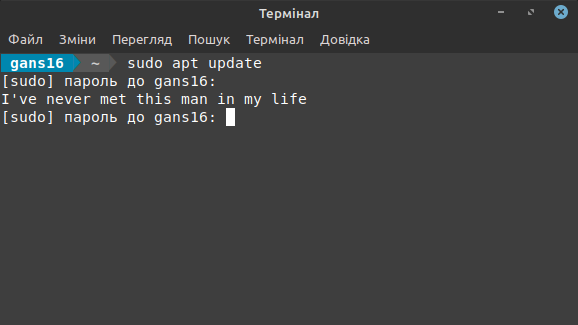 Термінал
Файл Зміни Перегляд Пошук Термінал Довідка
gans16 ~ sudo apt update
[sudo] пароль до gans16:
I've never met this man in my life
[sudo] пароль до gans16: